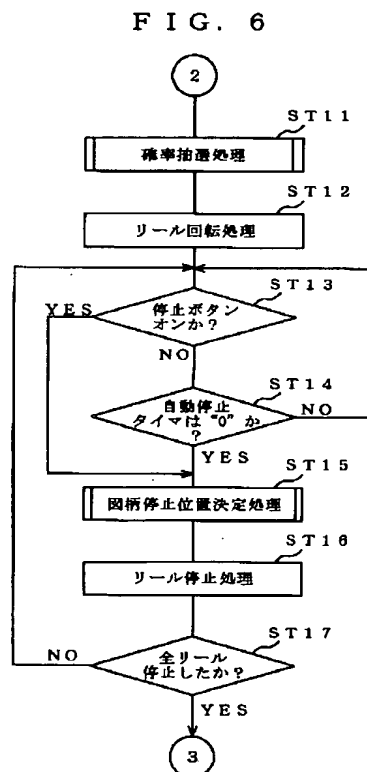 FIG. 6
2
ST11
確率抽選処理
ST12
リール回転処理
ST13
停止ボタン
オンか?
YES
NO
ST14
自動停止
タイマは“0”か
?
NO
YES
ST15
図柄停止位置決定処理
ST16
リール停止処理
ST17
全リール
停止したか?
NO
YES
3